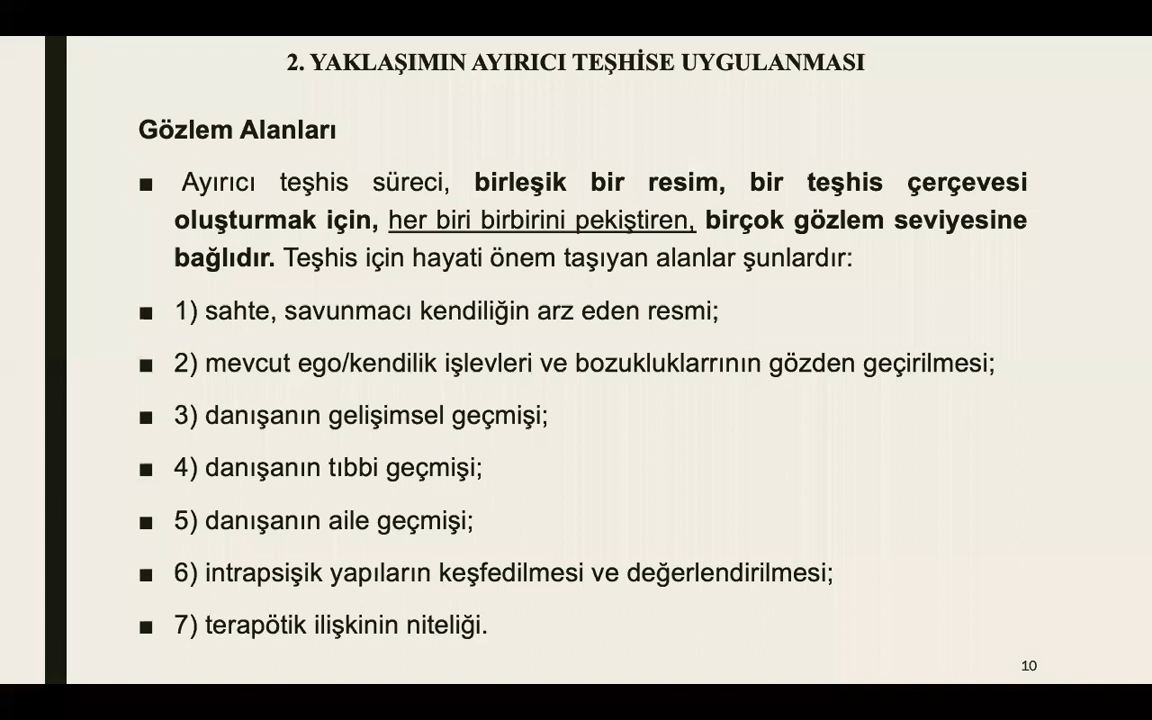 2. YAKLAŞIMIN AYIRICI TEŞHİSE UYGULANMASI
Gözlem Alanları
■ Ayırıcı teşhis süreci, birleşik bir resim, bir teşhis çerçevesi
oluşturmak için, her biri birbirini pekiştiren, birçok gözlem seviyesine
bağlıdır. Teşhis için hayati önem taşıyan alanlar şunlardır:
■ 1) sahte, savunmacı kendiliğin arz eden resmi;
■ 2) mevcut ego/kendilik işlevleri ve bozukluklarrının gözden geçirilmesi;
■ 3) danışanın gelişimsel geçmişi;
■ 4) danışanın tıbbi geçmişi;
■ 5) danışanın aile geçmişi;
■ 6) intrapsişik yapıların keşfedilmesi ve değerlendirilmesi;
■ 7) terapötik ilişkinin niteliği.
10